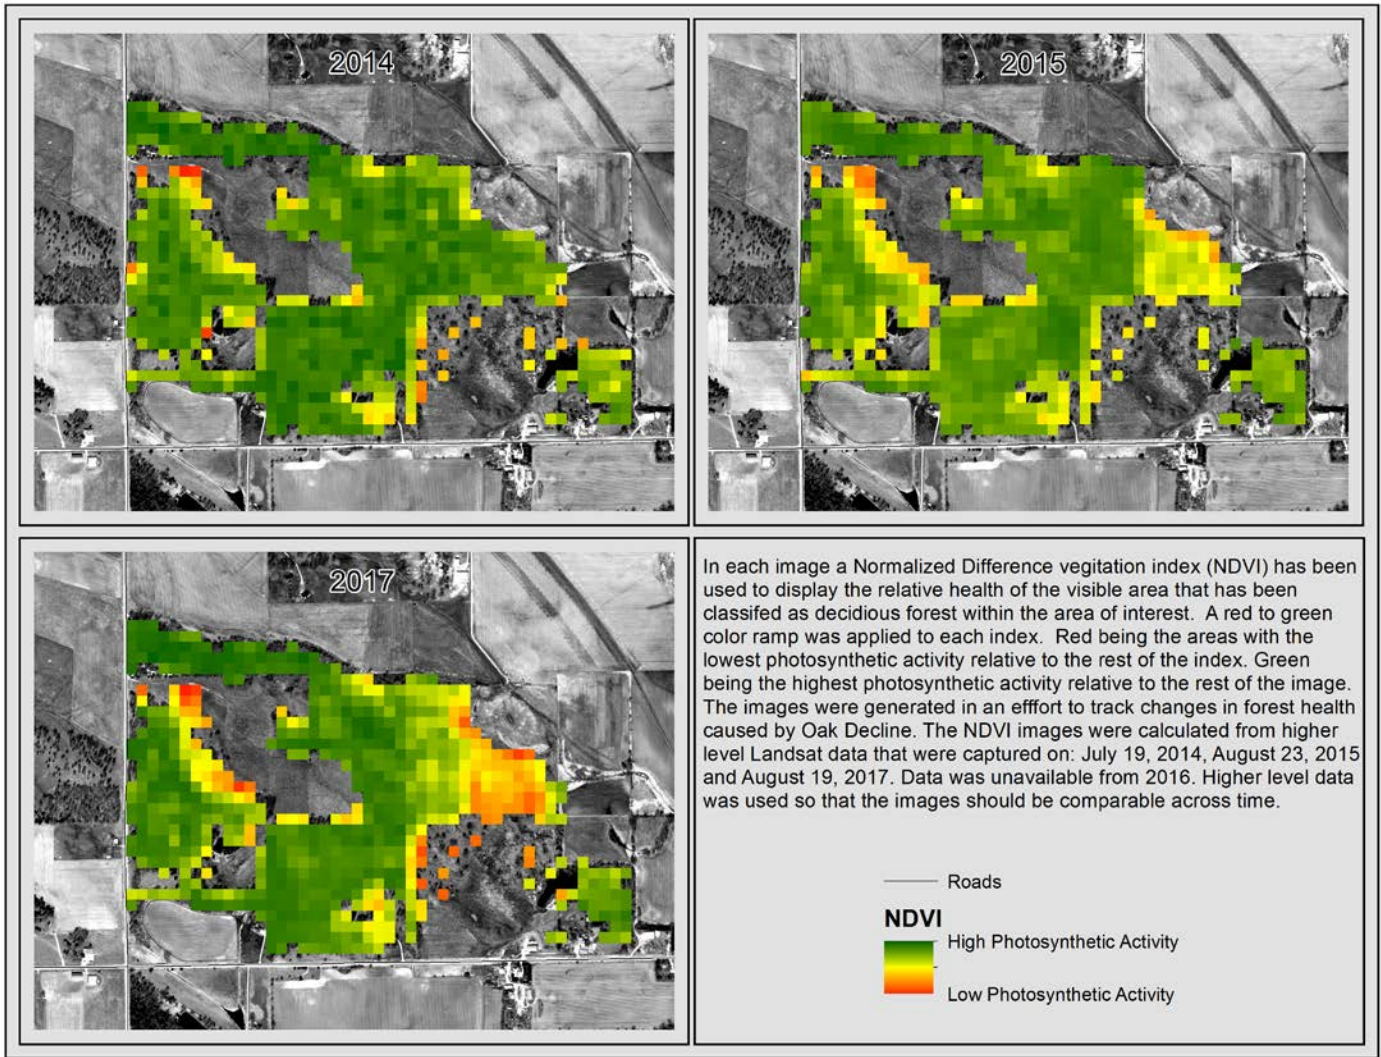 2014
2015
2017
In each image a Normalized Difference vegitation index (NDVI) has been
used to display the relative health of the visible area that has been
classifed as decidious forest within the area of interest.  A red to green
color ramp was applied to each index.  Red being the areas with the
lowest photosynthetic activity relative to the rest of the index. Green
being the highest photosynthetic activity relative to the rest of the image.
The images were generated in an efffort to track changes in forest health
caused by Oak Decline. The NDVI images were calculated from higher
level Landsat data that were captured on: July 19, 2014, August 23, 2015
and August 19, 2017. Data was unavailable from 2016. Higher level data
was used so that the images should be comparable across time.
Roads
NDVI
High Photosynthetic Activity
Low Photosynthetic Activity